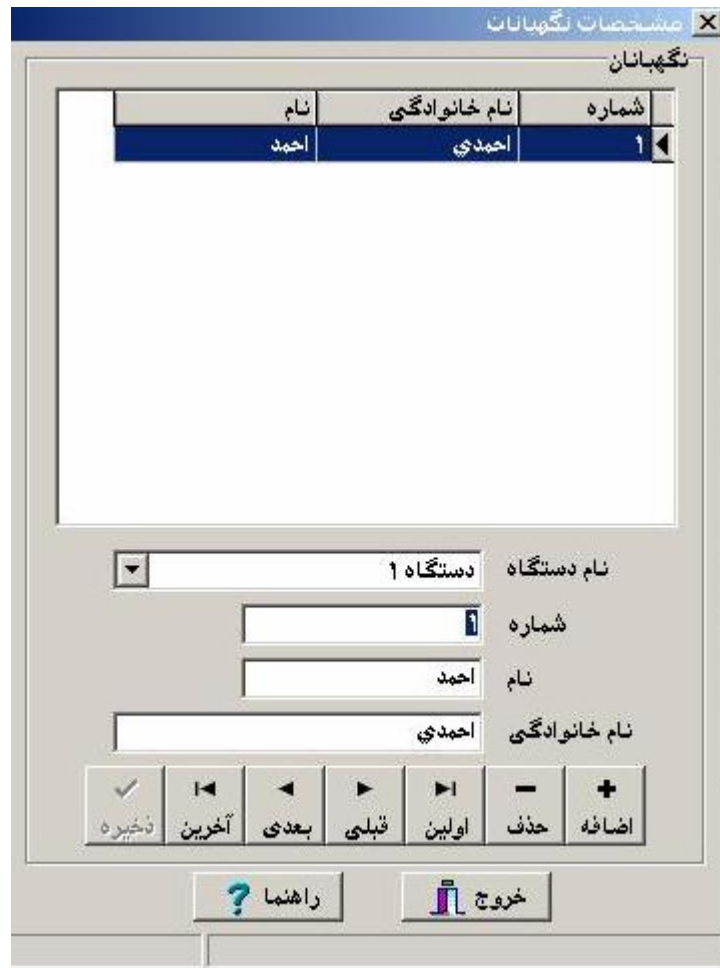 مشخصات نگهبانات
نگهبانان
شماره نام خانوادگی نام
۱ احمدي احمد
نام دستگاه دستگاه ۱
شماره ۱
نام احمد
نام خانوادگی احمدي
اضافه حذف اولین قبلی بعدی آخرین ذخیره
خروج راهنما